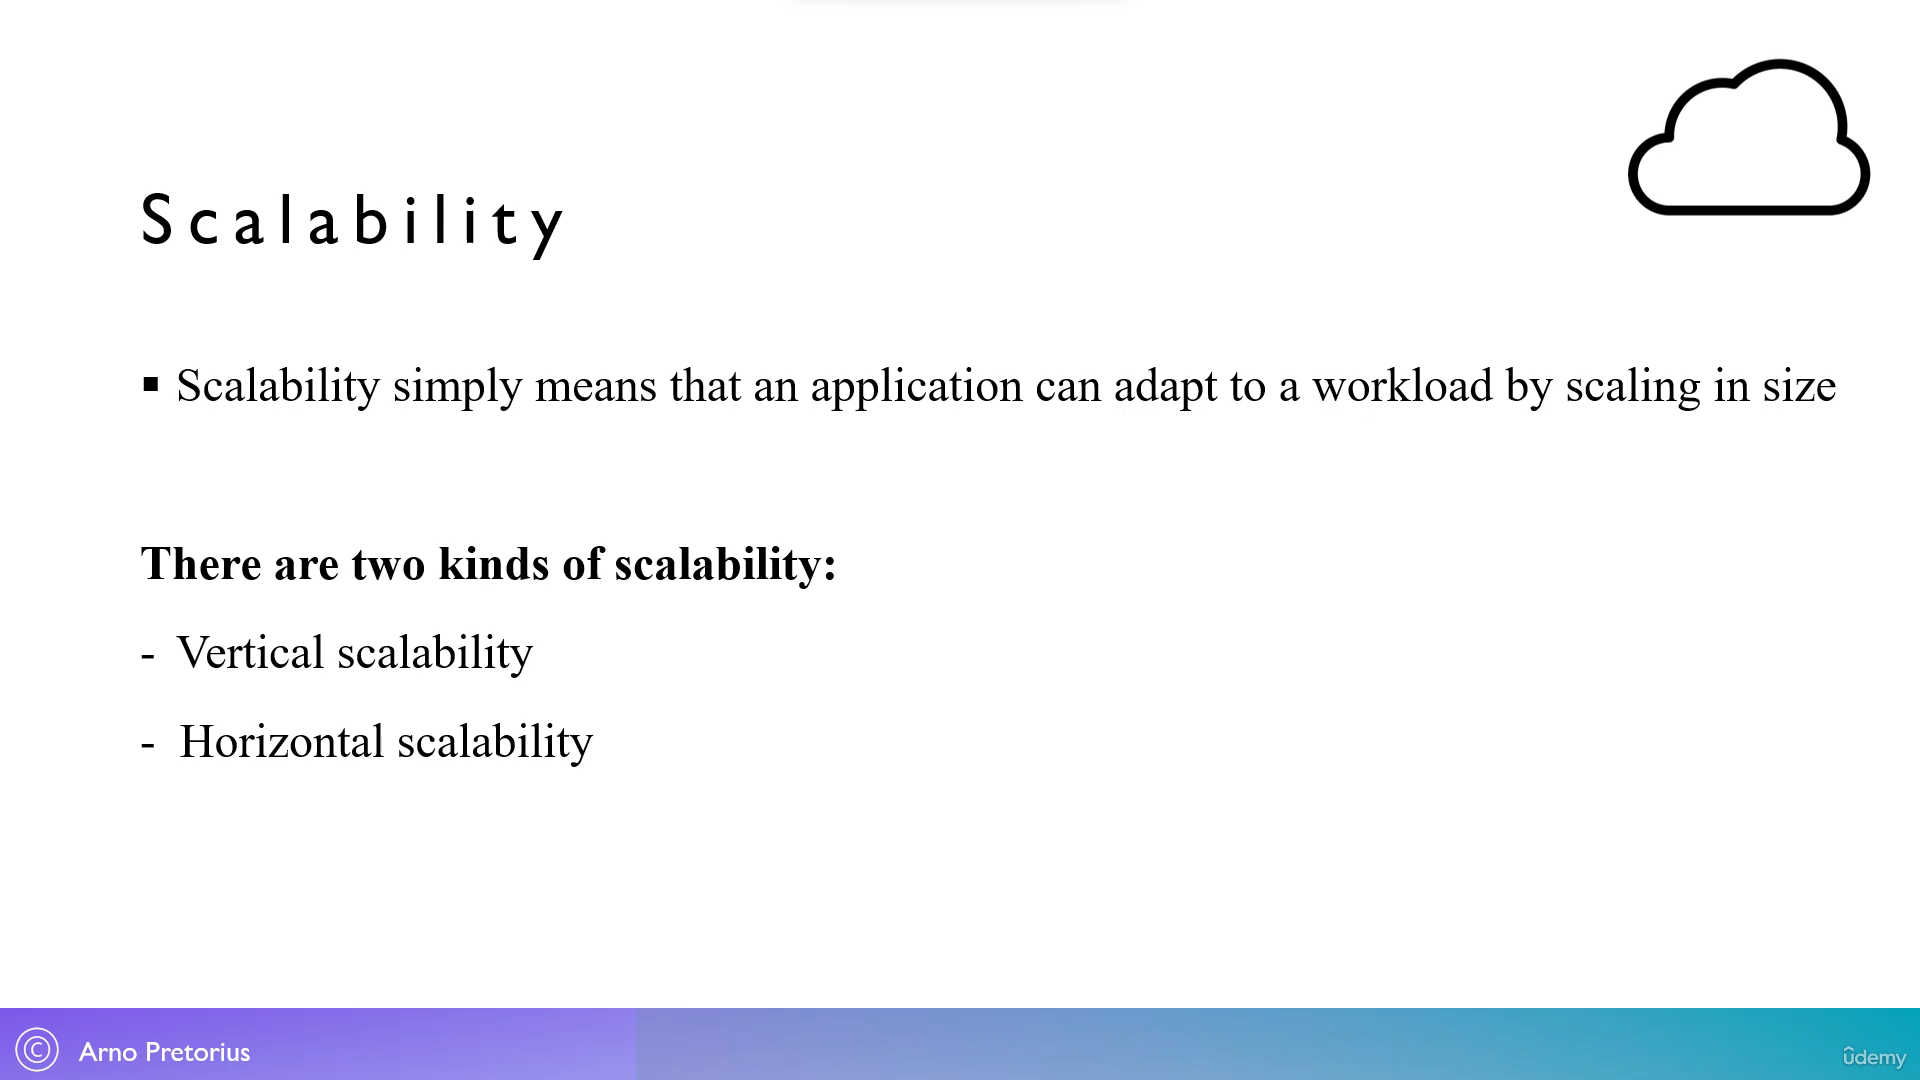 Scalability
▪ Scalability simply means that an application can adapt to a workload by scaling in size
There are two kinds of scalability:
- Vertical scalability
- Horizontal scalability
© Arno Pretorius
ûdemy